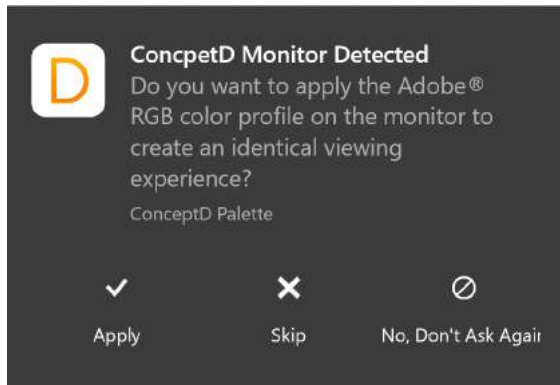 D
ConcpetD Monitor Detected
Do you want to apply the Adobe®
RGB color profile on the monitor to
create an identical viewing
experience?
ConceptD Palette
Apply
Skip
No, Don't Ask Agair